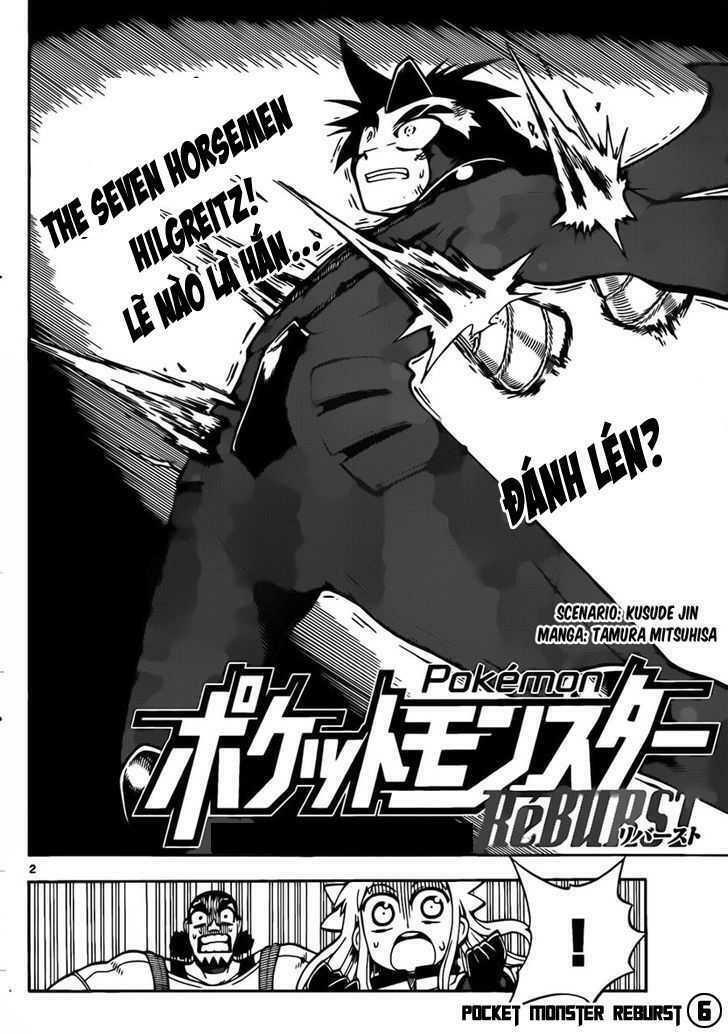 THE SEVEN HORSEMEN
HILGREITZ!
LẼ NÀO LÀ HẮN...
ĐÁNH LÉN?
SCENARIO: KUSUDE JIN
MANGA: TAMURA MITSUHISA
Pokémon
ポケットモンスター
ReBURST
リバースト
2
!
POCKET MONSTER REBURST 6